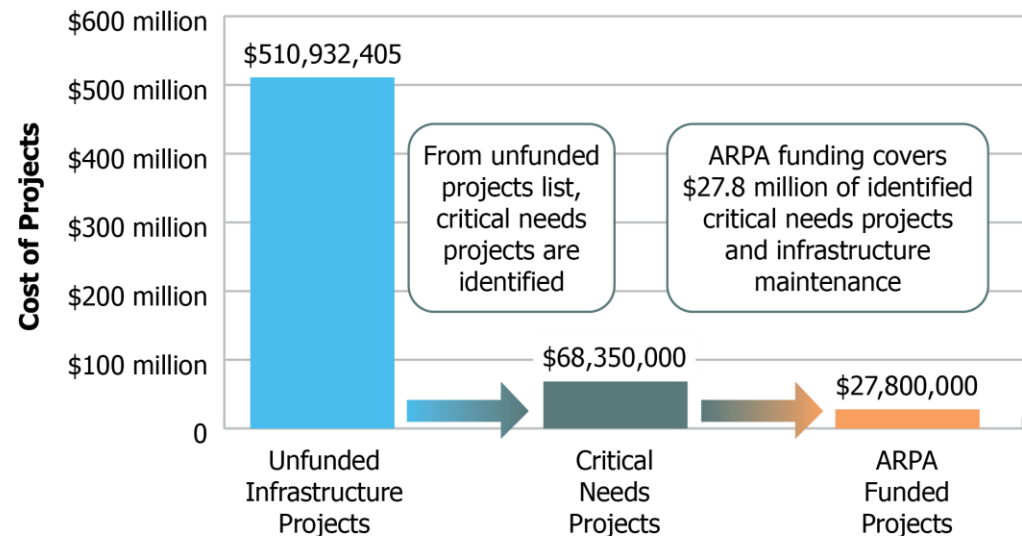 $600 million
$500 million
$400 million
$300 million
$200 million
$100 million
0
Cost of Projects
$510,932,405
From unfunded
projects list,
critical needs
projects are
identified
ARPA funding covers
$27.8 million of identified
critical needs projects
and infrastructure
maintenance
$68,350,000
$27,800,000
Unfunded
Infrastructure
Projects
Critical
Needs
Projects
ARPA
Funded
Projects